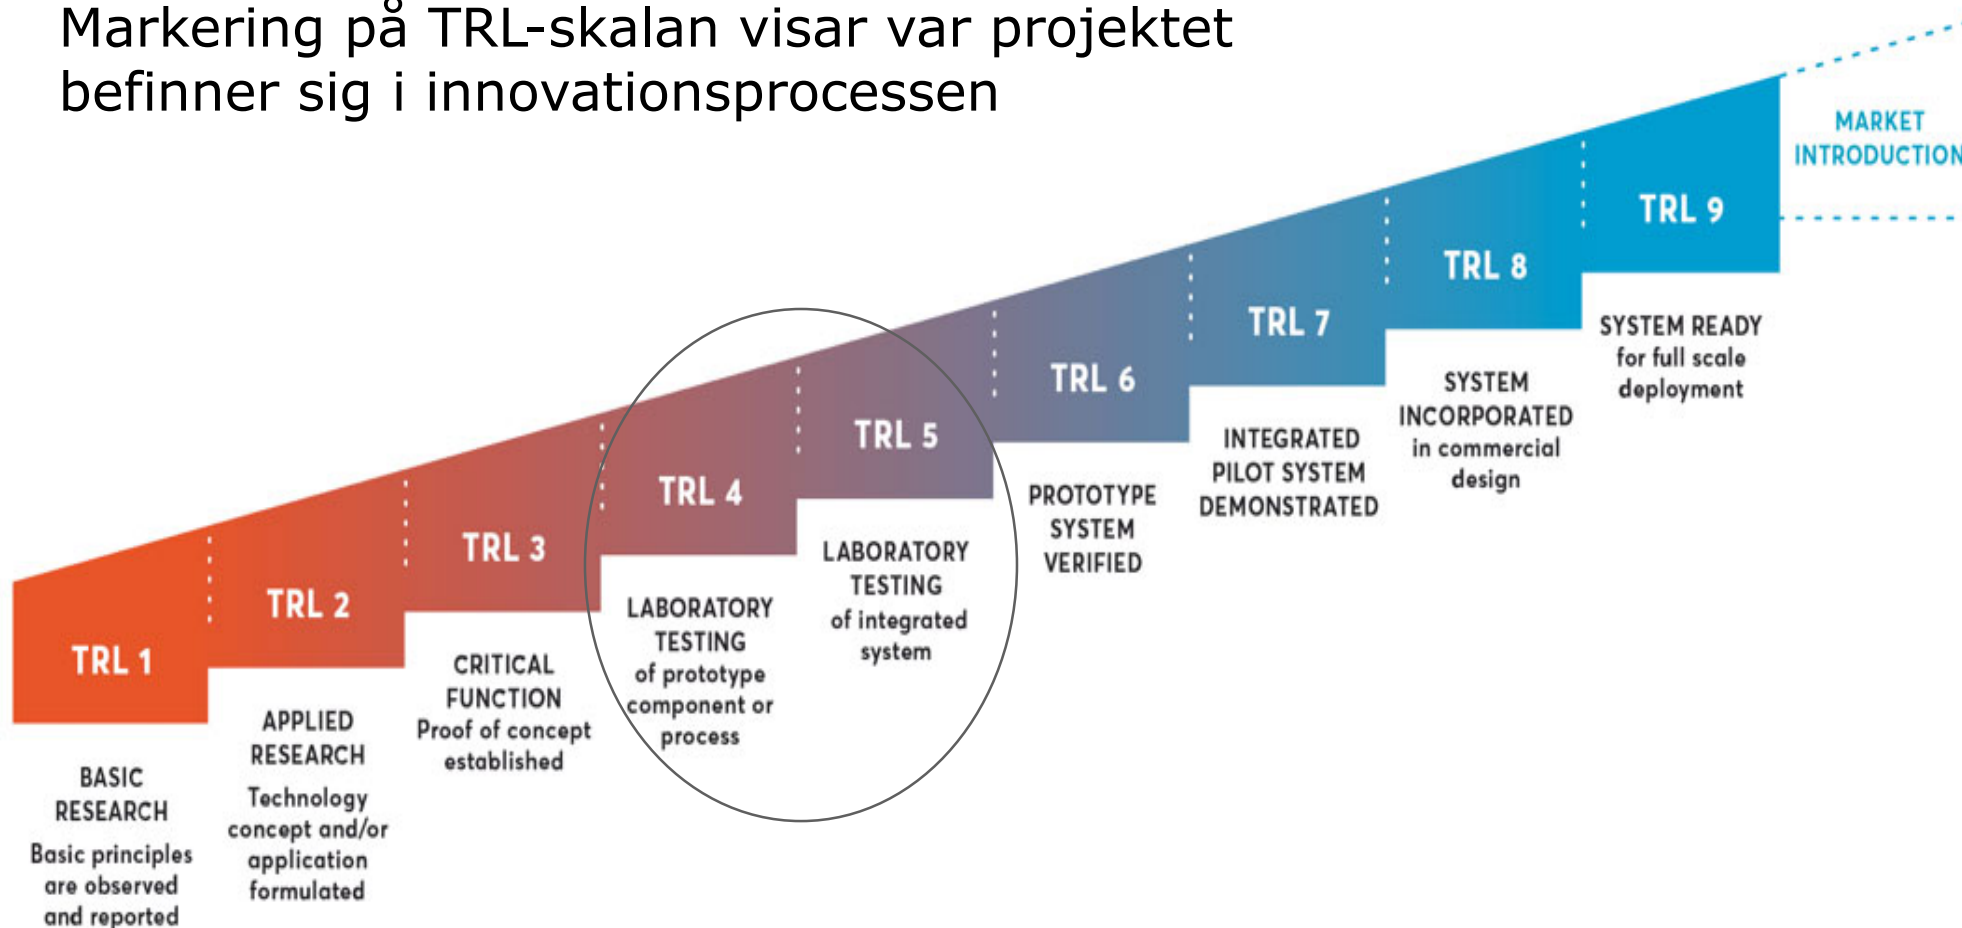 Markering på TRL-skalan visar var projektet
befinner sig i innovationsprocessen
TRL 1
BASIC
RESEARCH
Basic principles
are observed
and reported
TRL 2
APPLIED
RESEARCH
Technology
concept and/or
application
formulated
TRL 3
CRITICAL
FUNCTION
Proof of concept
established
TRL 4
LABORATORY
TESTING
of prototype
component or
process
TRL 5
LABORATORY
TESTING
of integrated
system
TRL 6
PROTOTYPE
SYSTEM
VERIFIED
TRL 7
INTEGRATED
PILOT SYSTEM
DEMONSTRATED
TRL 8
SYSTEM
INCORPORATED
in commercial
design
TRL 9
SYSTEM READY
for full scale
deployment
MARKET
INTRODUCTION